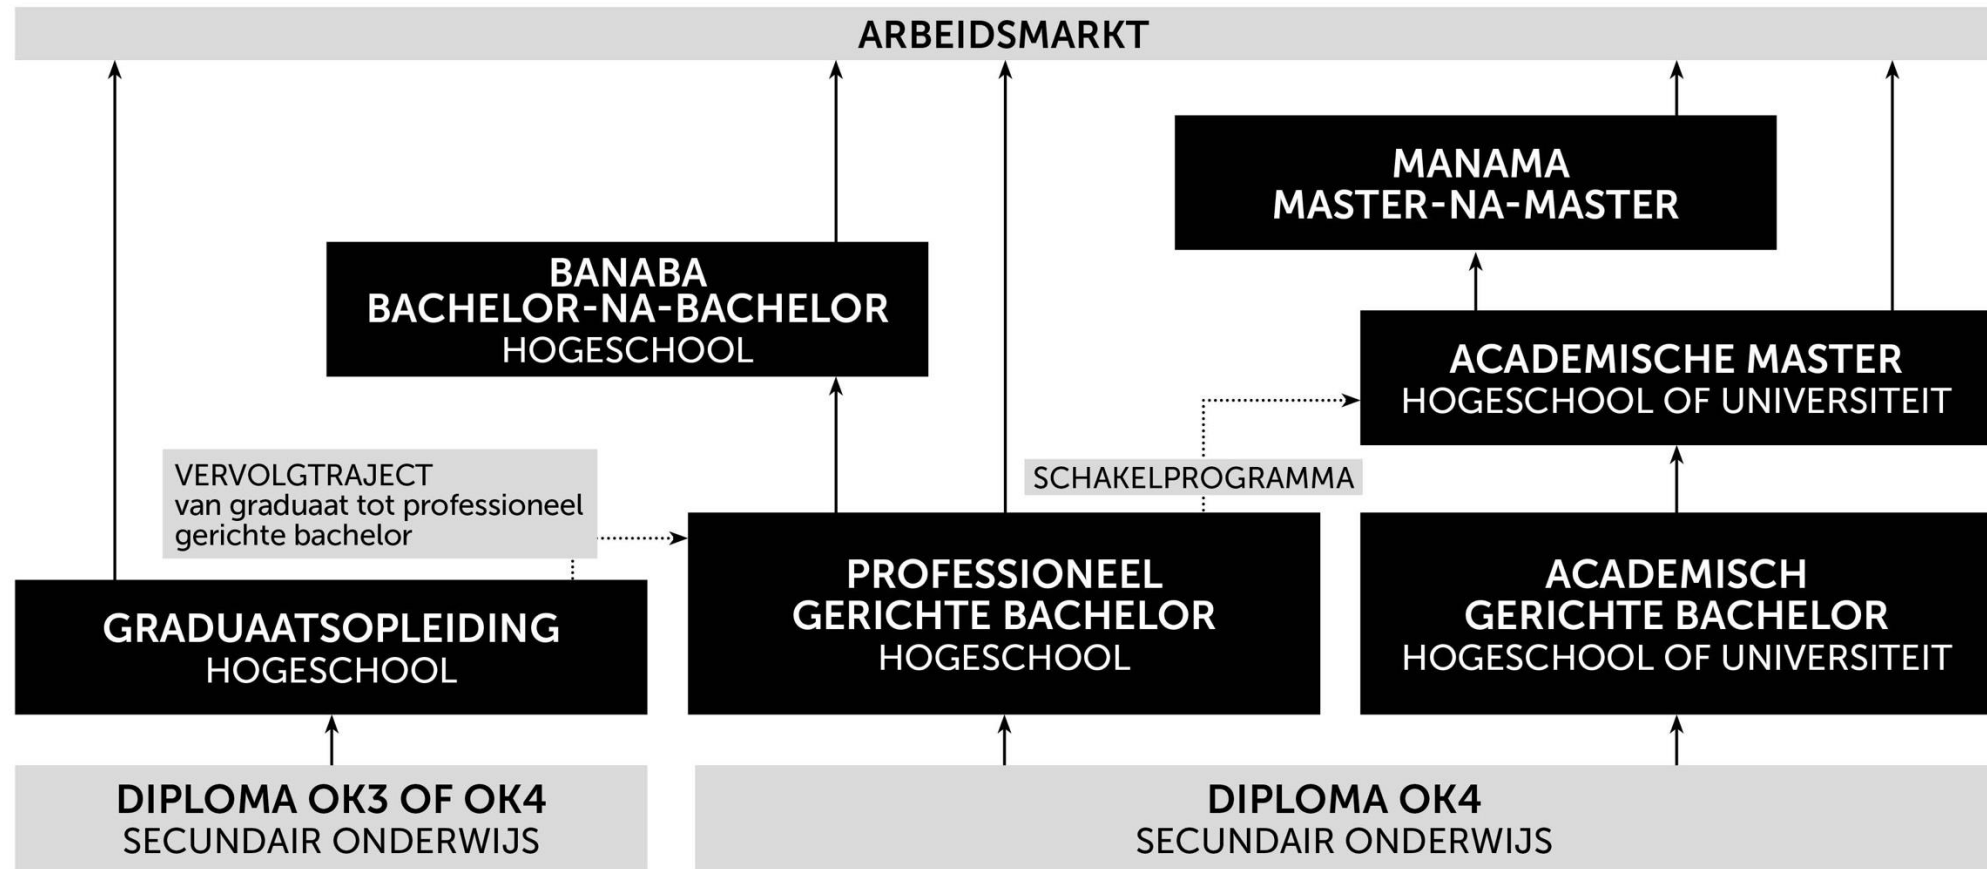 ARBEIDSMARKT
MANAMA
MASTER-NA-MASTER
BANABA
BACHELOR-NA-BACHELOR
HOGESCHOOL
ACADEMISCHE MASTER
HOGESCHOOL OF UNIVERSITEIT
VERVOLGTRAJECT
van graduaat tot professioneel
gerichte bachelor
SCHAKELPROGRAMMA
GRADUAATSOPLEIDING
HOGESCHOOL
PROFESSIONEEL
GERICHTE BACHELOR
HOGESCHOOL
ACADEMISCH
GERICHTE BACHELOR
HOGESCHOOL OF UNIVERSITEIT
DIPLOMA OK3 OF OK4
SECUNDAIR ONDERWIJS
DIPLOMA OK4
SECUNDAIR ONDERWIJS